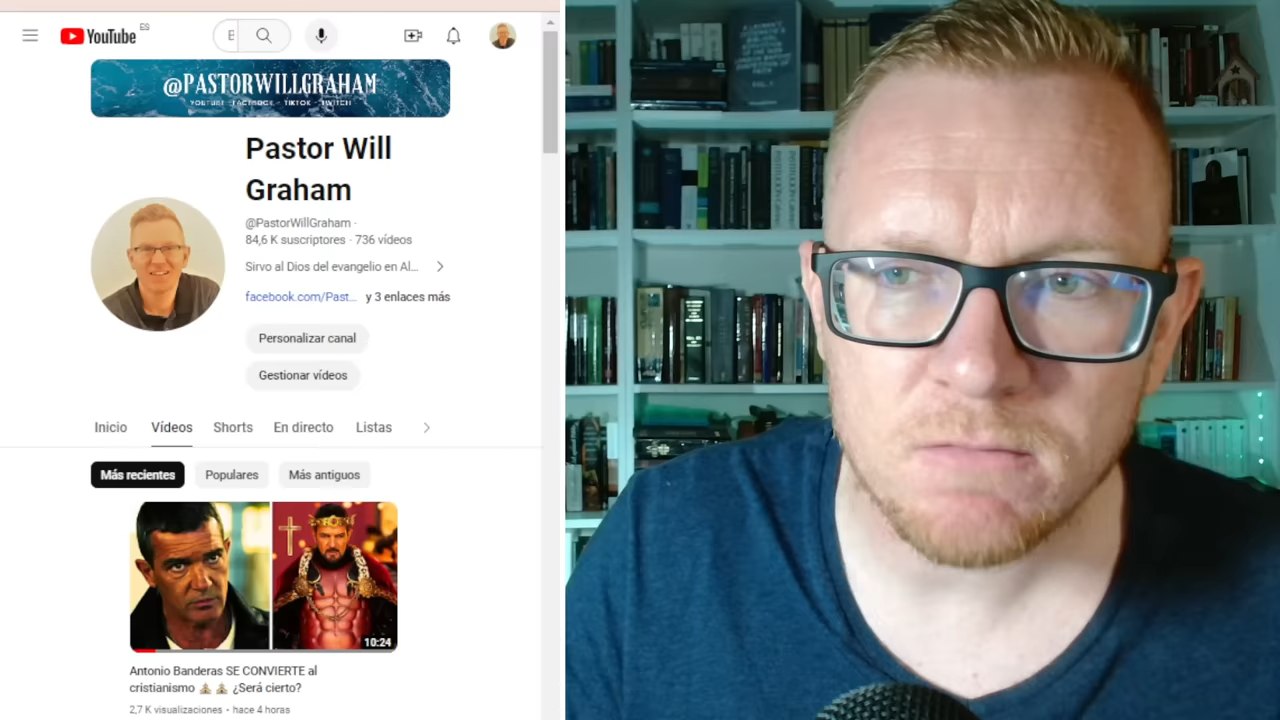 YouTube ES
E
@PASTORWILLGRAHAM
YOUTUBE · FACEBOOK · TIKTOK · TWITCH
Pastor Will
Graham
@PastorWillGraham ·
84,6 K suscriptores · 736 vídeos
Sirvo al Dios del evangelio en Al...
facebook.com/Past... y 3 enlaces más
Personalizar canal
Gestionar vídeos
Inicio Vídeos Shorts En directo Listas
Más recientes Populares Más antiguos
10:24
Antonio Banderas SE CONVIERTE al
cristianismo ⛪ ⛪ ¿Será cierto?
2,7 K visualizaciones · hace 4 horas